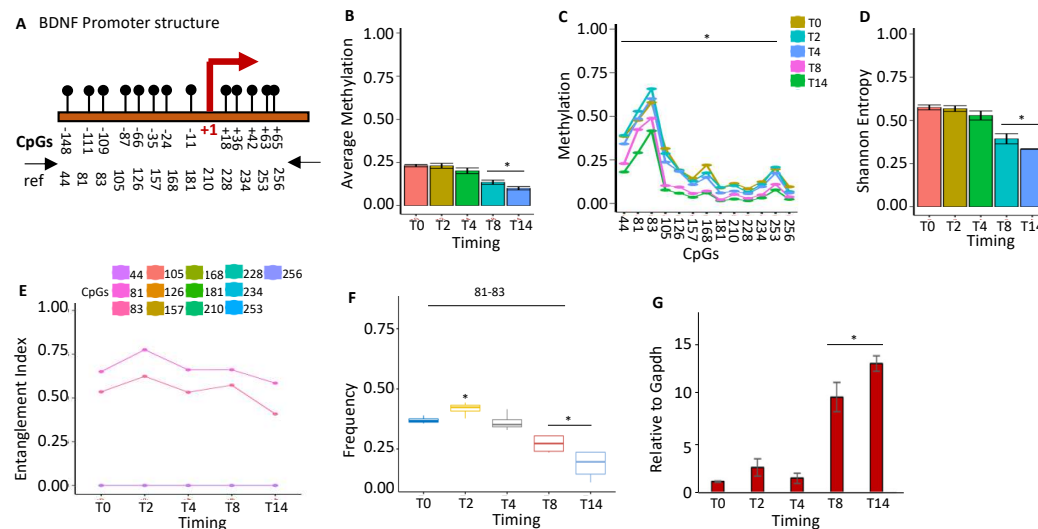 A BDNF Promoter structure
CpGs
-148 -111 -109 -87 -66 -35 -24 -11 +1 +18 +36 +42 +63 +65
ref
44 81 83 105 126 157 168 181 210 228 234 253 256
B
Average Methylation
1.00
0.75
0.50
0.25
0.00
*
T0 T2 T4 T8 T14
Timing
C
Methylation
1.00
0.75
0.50
0.25
0.00
*
T0
T2
T4
T8
T14
44 81 83 105 126 157 168 181 210 228 234 253 256
CpGs
D
Shannon Entropy
1.00
0.75
0.50
0.25
0.00
*
T0 T2 T4 T8 T14
Timing
E
CpGs
44 105 168 228 256
81 126 181 234
83 157 210 253
Entanglement Index
1.00
0.75
0.50
0.25
0.00
T0 T2 T4 T8 T14
Timing
F
81-83
Frequency
0.75
0.50
0.25
0.00
* *
T0 T2 T4 T8 T14
Timing
G
Relative to Gapdh
15
10
5
0
*
T0 T2 T4 T8 T14
Timing